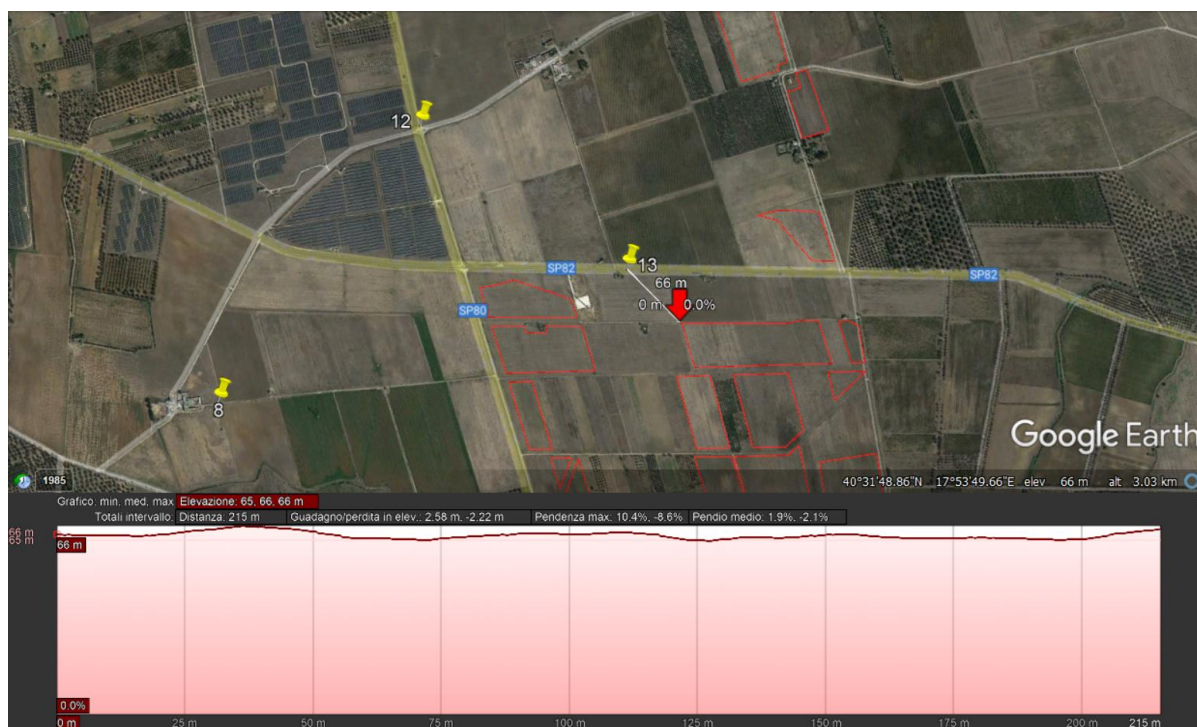 12
13
SP82
SP82
66 m
0 m
0.0%
SP80
8
Google Earth
1985
40°31'48.86"N 17°53'49.66"E elev 66 m alt 3.03 km
Grafico: min. med. max Elevazione: 65, 66, 66 m
Totali intervallo: Distanza: 215 m Guadagno/perdita in elev.: 2.58 m, -2.22 m Pendenza max: 10.4%, -8.6% Pendio medio: 1.9%, -2.1%
66 m
65 m
66 m
0.0%
0 m 25 m 50 m 75 m 100 m 125 m 150 m 175 m 200 m 215 m